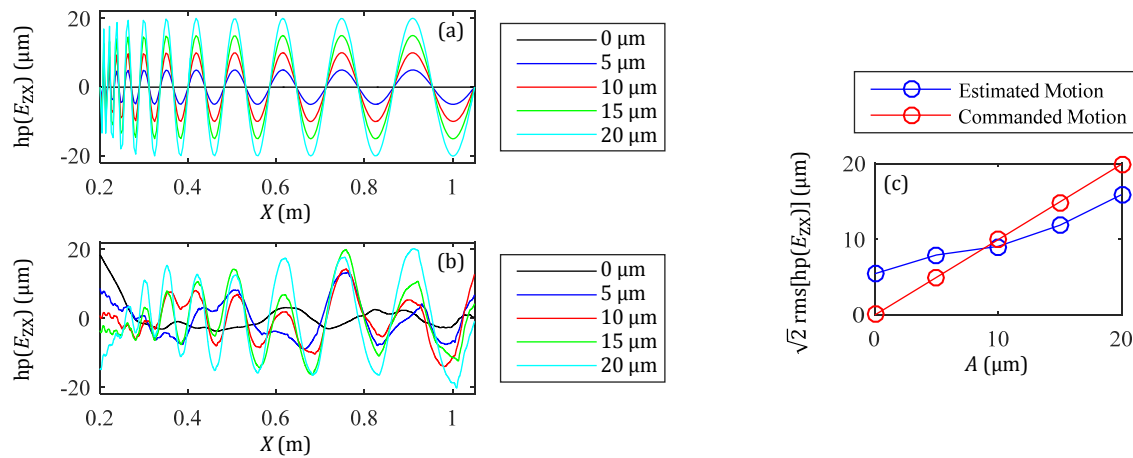 20
0
-20
hp(E_ZX) (μm)
(a)
0.2 0.4 0.6 0.8 1
X (m)
0 μm
5 μm
10 μm
15 μm
20 μm
20
0
-20
hp(E_ZX) (μm)
(b)
0.2 0.4 0.6 0.8 1
X (m)
0 μm
5 μm
10 μm
15 μm
20 μm
Estimated Motion
Commanded Motion
20
10
0
√2 rms[hp(E_ZX)] (μm)
(c)
0 10 20
A (μm)